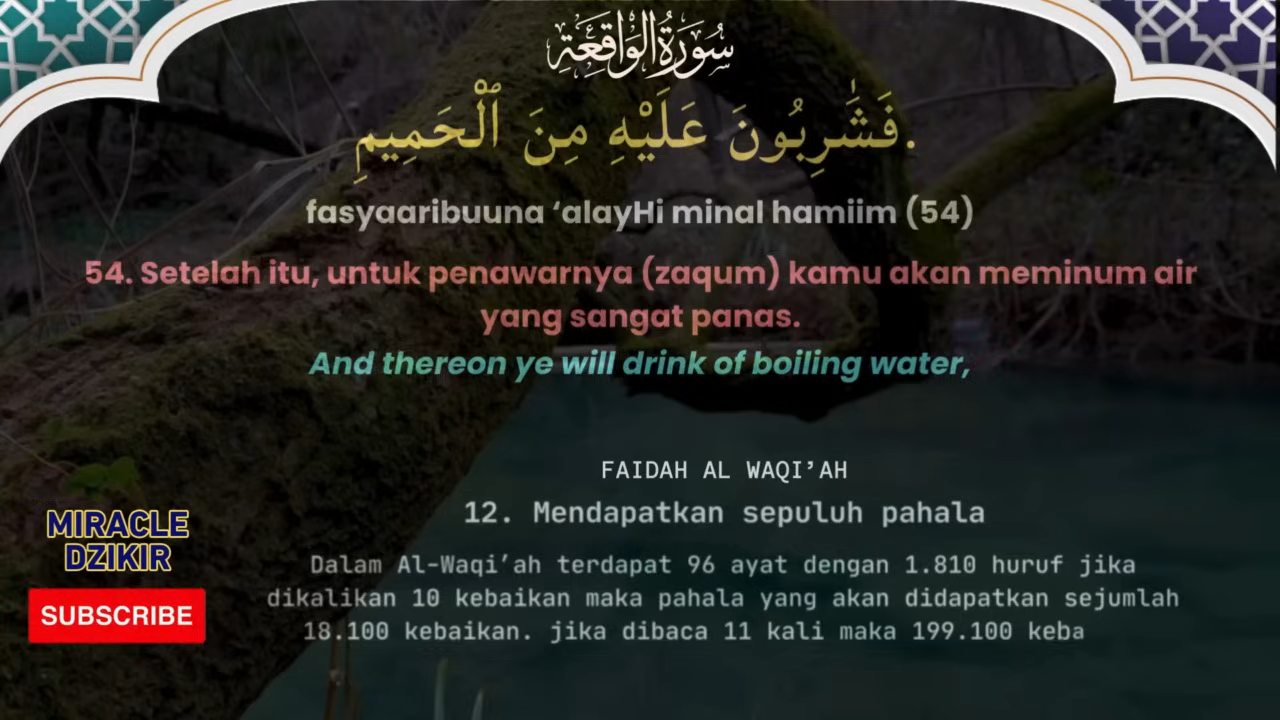 سُورَةُ الْوَاقِعَةِ
فَشَٰرِبُونَ عَلَيْهِ مِنَ ٱلْحَمِيمِ.
fasyaaribuuna ‘alayHi minal hamiim (54)
54. Setelah itu, untuk penawarnya (zaqum) kamu akan meminum air
yang sangat panas.
And thereon ye will drink of boiling water,
FAIDAH AL WAQI’AH
12. Mendapatkan sepuluh pahala
Dalam Al-Waqi’ah terdapat 96 ayat dengan 1.810 huruf jika
dikalikan 10 kebaikan maka pahala yang akan didapatkan sejumlah
18.100 kebaikan. jika dibaca 11 kali maka 199.100 keba
MIRACLE
DZIKIR
SUBSCRIBE